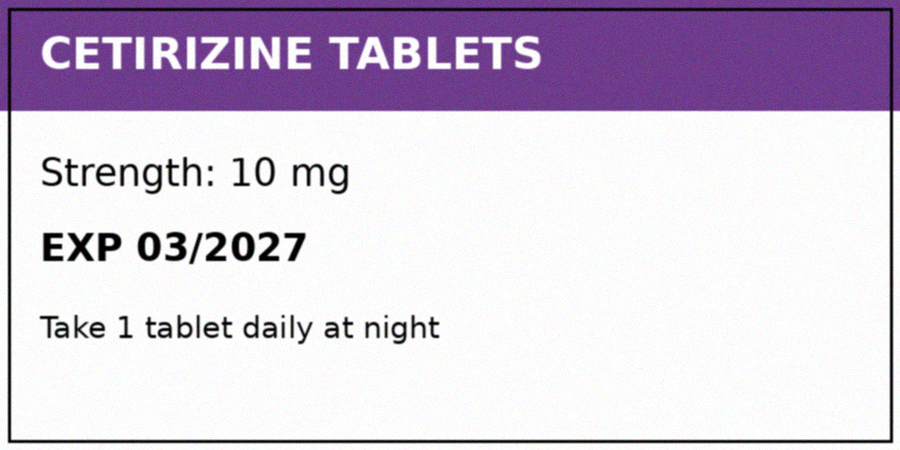 CETIRIZINE TABLETS
Strength: 10 mg
EXP 03/2027
Take 1 tablet daily at night